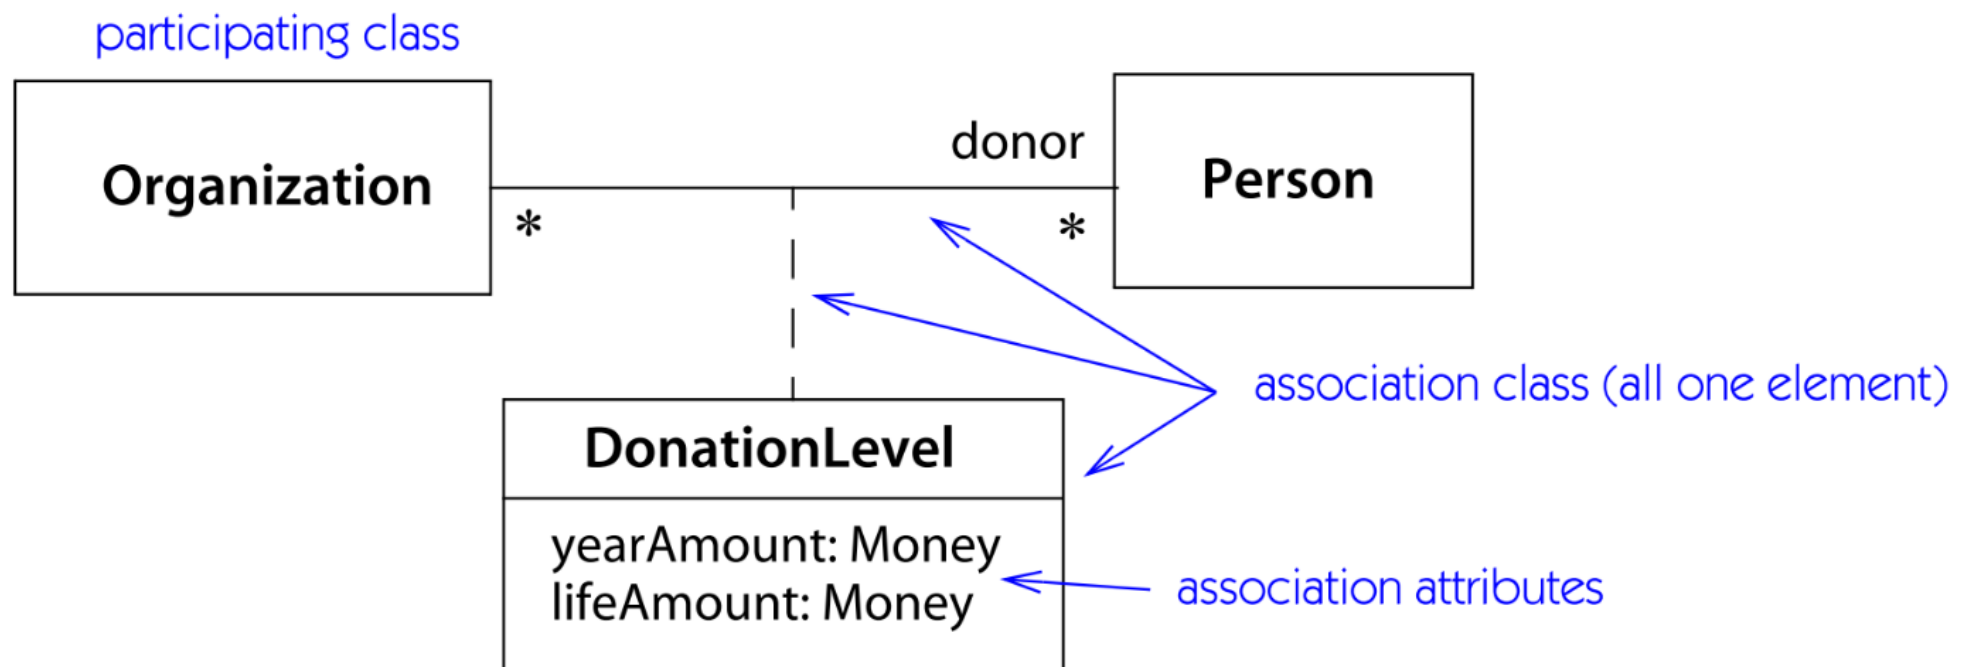 participating class
Organization
donor
Person
*
*
association class (all one element)
DonationLevel
yearAmount: Money
lifeAmount: Money
association attributes